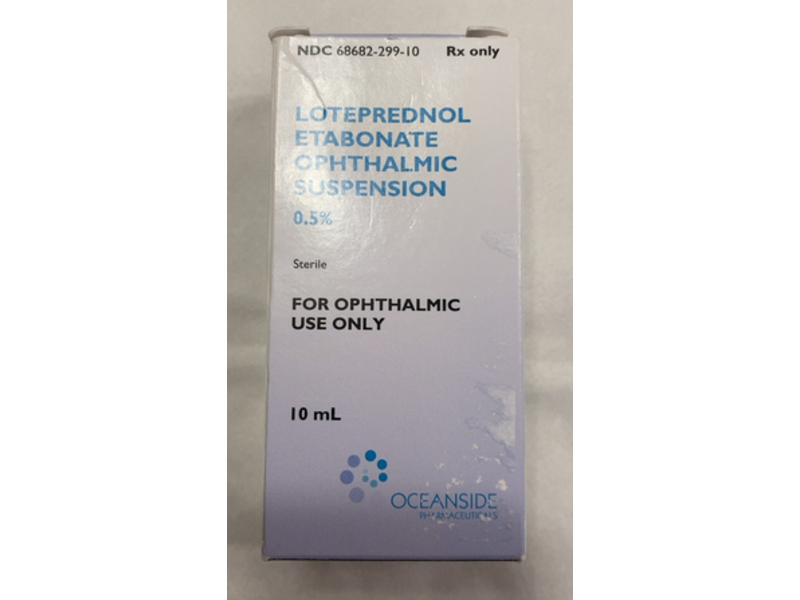 NDC 68682-299-10 Rx only
LOTEPREDNOL
ETABONATE
OPHTHALMIC
SUSPENSION
0.5%
Sterile
FOR OPHTHALMIC
USE ONLY
10 mL
OCEANSIDE
PHARMACEUTICALS